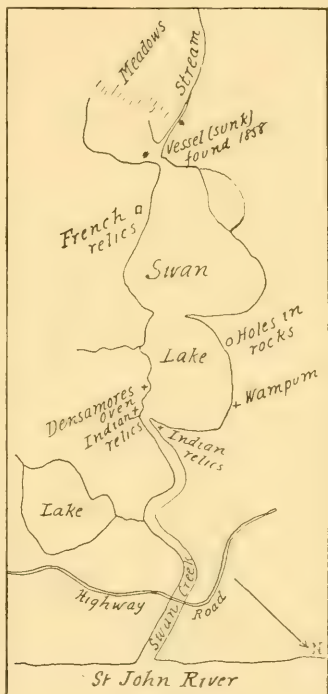 Meadows
Stream
Vessel (sunk)
found 1858
French
relics
Swan
Lake
Holes in
rocks
Wampum
Densamores
oven
Indian
relics
Indian
relics
Lake
Swan Creek
Highway Road
N
St John River